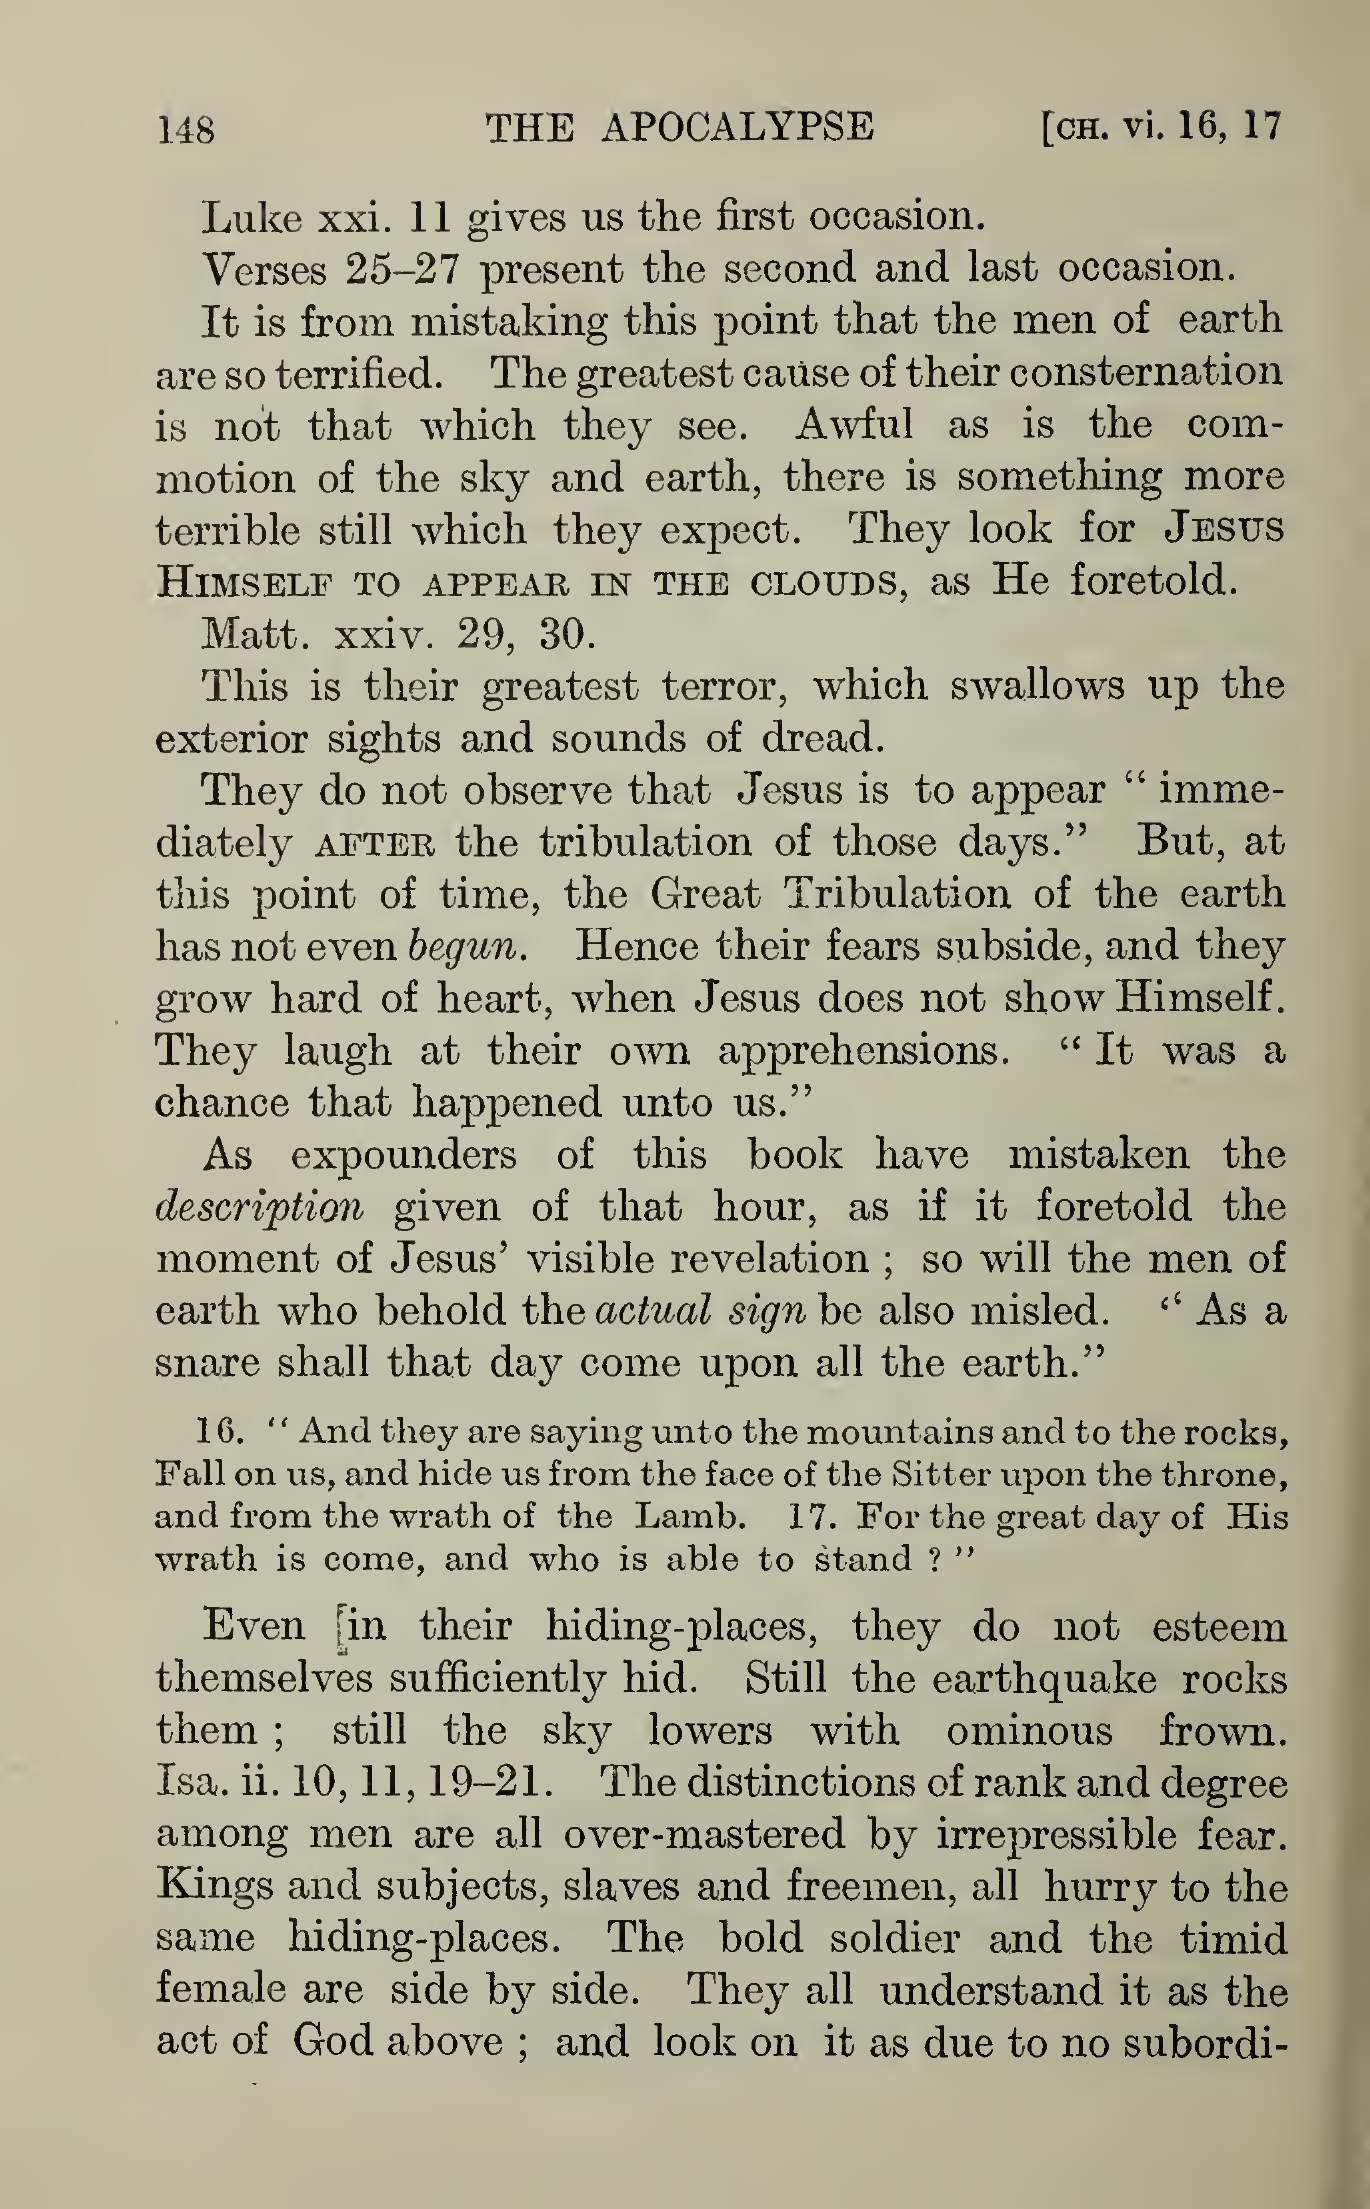 148 THE APOCALYPSE [CH. vi. 16, 17
Luke xxi. 11 gives us the first occasion.
Verses 25–27 present the second and last occasion.
It is from mistaking this point that the men of earth
are so terrified. The greatest cause of their consternation
is not that which they see. Awful as is the com-
motion of the sky and earth, there is something more
terrible still which they expect. They look for JESUS
HIMSELF TO APPEAR IN THE CLOUDS, as He foretold.
Matt. xxiv. 29, 30.
This is their greatest terror, which swallows up the
exterior sights and sounds of dread.
They do not observe that Jesus is to appear “ imme-
diately AFTER the tribulation of those days.” But, at
this point of time, the Great Tribulation of the earth
has not even begun. Hence their fears subside, and they
grow hard of heart, when Jesus does not show Himself.
They laugh at their own apprehensions. “ It was a
chance that happened unto us.”
As expounders of this book have mistaken the
description given of that hour, as if it foretold the
moment of Jesus’ visible revelation ; so will the men of
earth who behold the actual sign be also misled. “ As a
snare shall that day come upon all the earth.”
16. “ And they are saying unto the mountains and to the rocks,
Fall on us, and hide us from the face of the Sitter upon the throne,
and from the wrath of the Lamb. 17. For the great day of His
wrath is come, and who is able to stand ? ”
Even [in their hiding-places, they do not esteem
themselves sufficiently hid. Still the earthquake rocks
them ; still the sky lowers with ominous frown.
Isa. ii. 10, 11, 19–21. The distinctions of rank and degree
among men are all over-mastered by irrepressible fear.
Kings and subjects, slaves and freemen, all hurry to the
same hiding-places. The bold soldier and the timid
female are side by side. They all understand it as the
act of God above ; and look on it as due to no subordi-